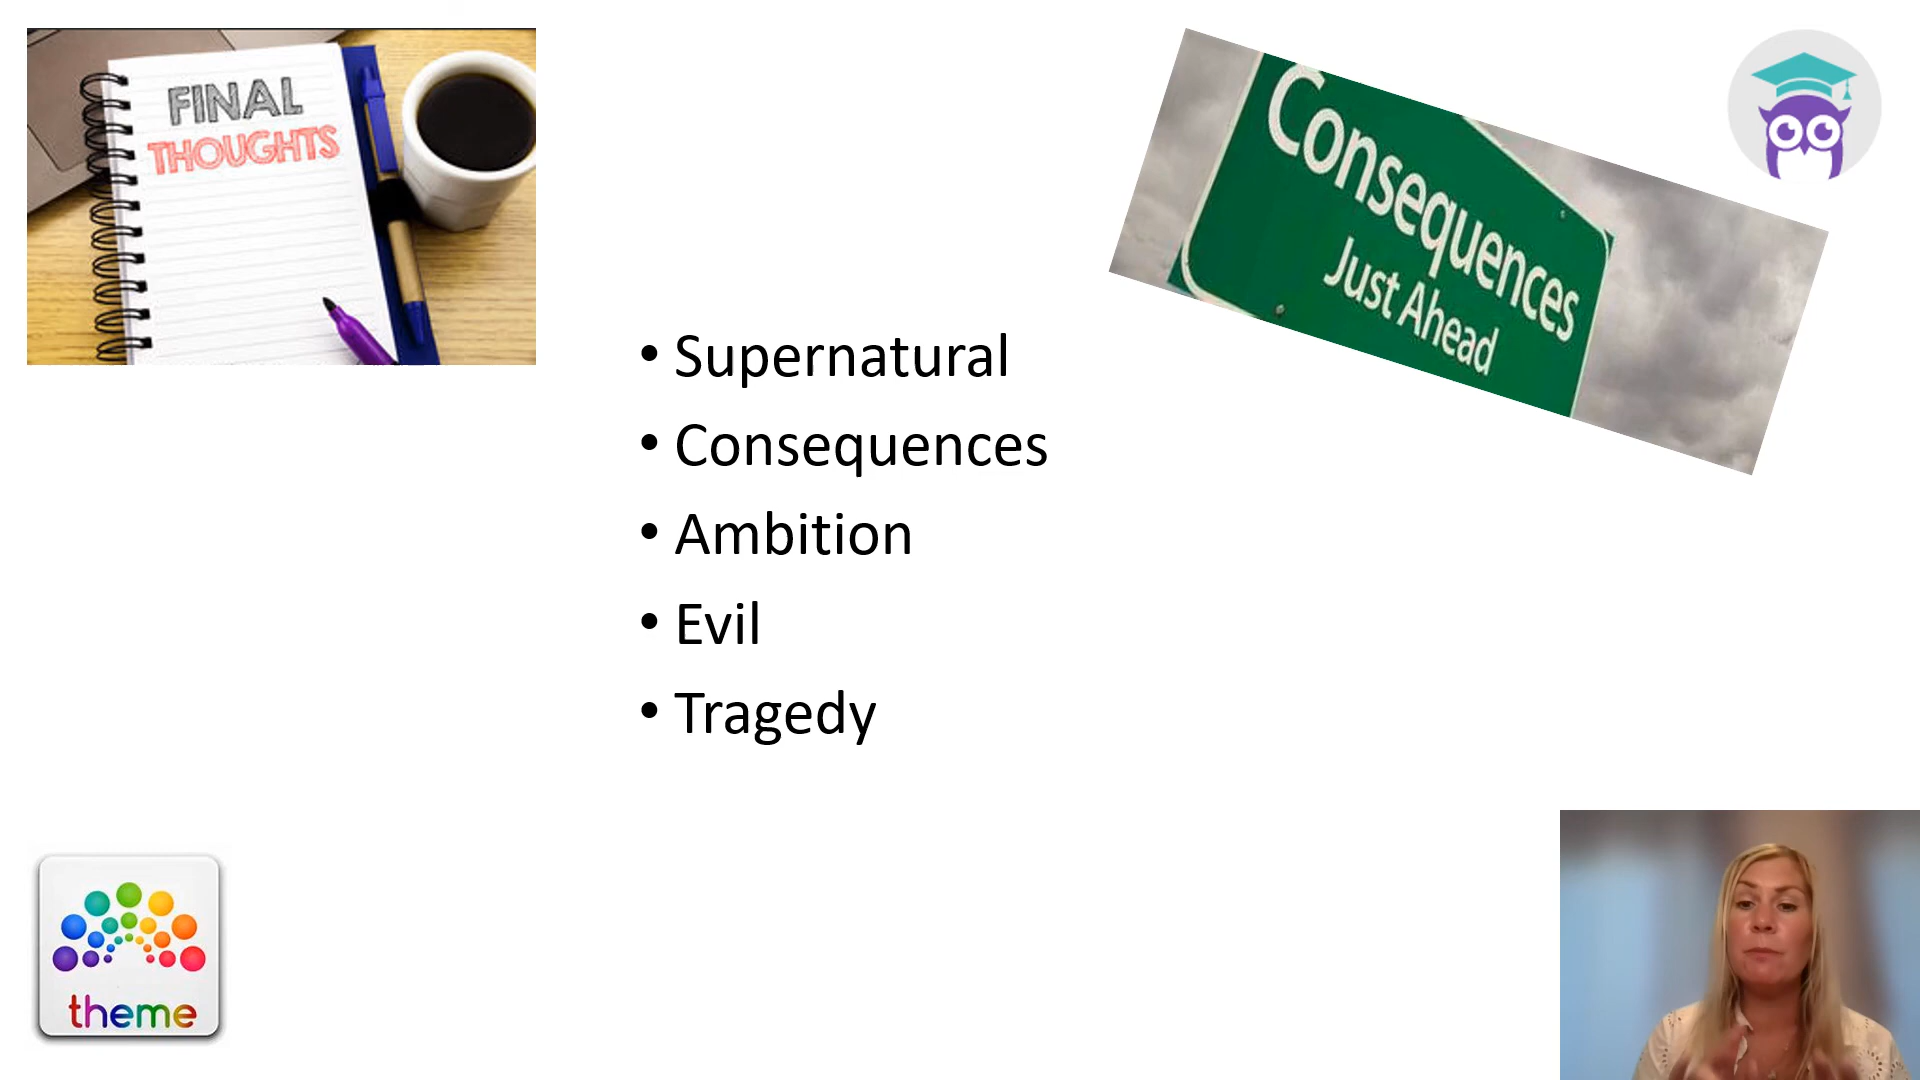 FINAL
THOUGHTS
Consequences
Just Ahead
• Supernatural
• Consequences
• Ambition
• Evil
• Tragedy
theme